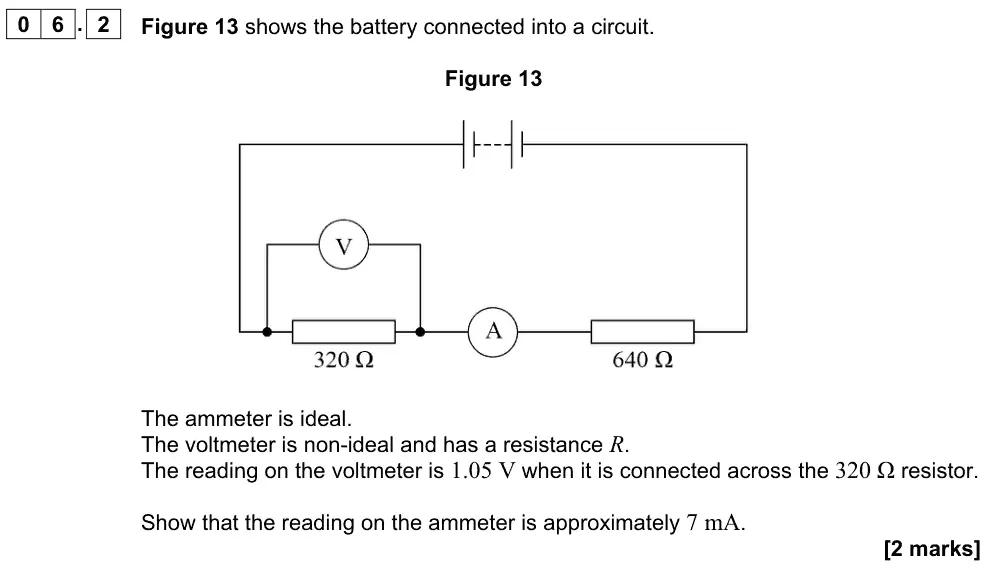 0 6 . 2 Figure 13 shows the battery connected into a circuit.
Figure 13
V
A
320 Ω
640 Ω
The ammeter is ideal.
The voltmeter is non-ideal and has a resistance R.
The reading on the voltmeter is 1.05 V when it is connected across the 320 Ω resistor.
Show that the reading on the ammeter is approximately 7 mA.
[2 marks]